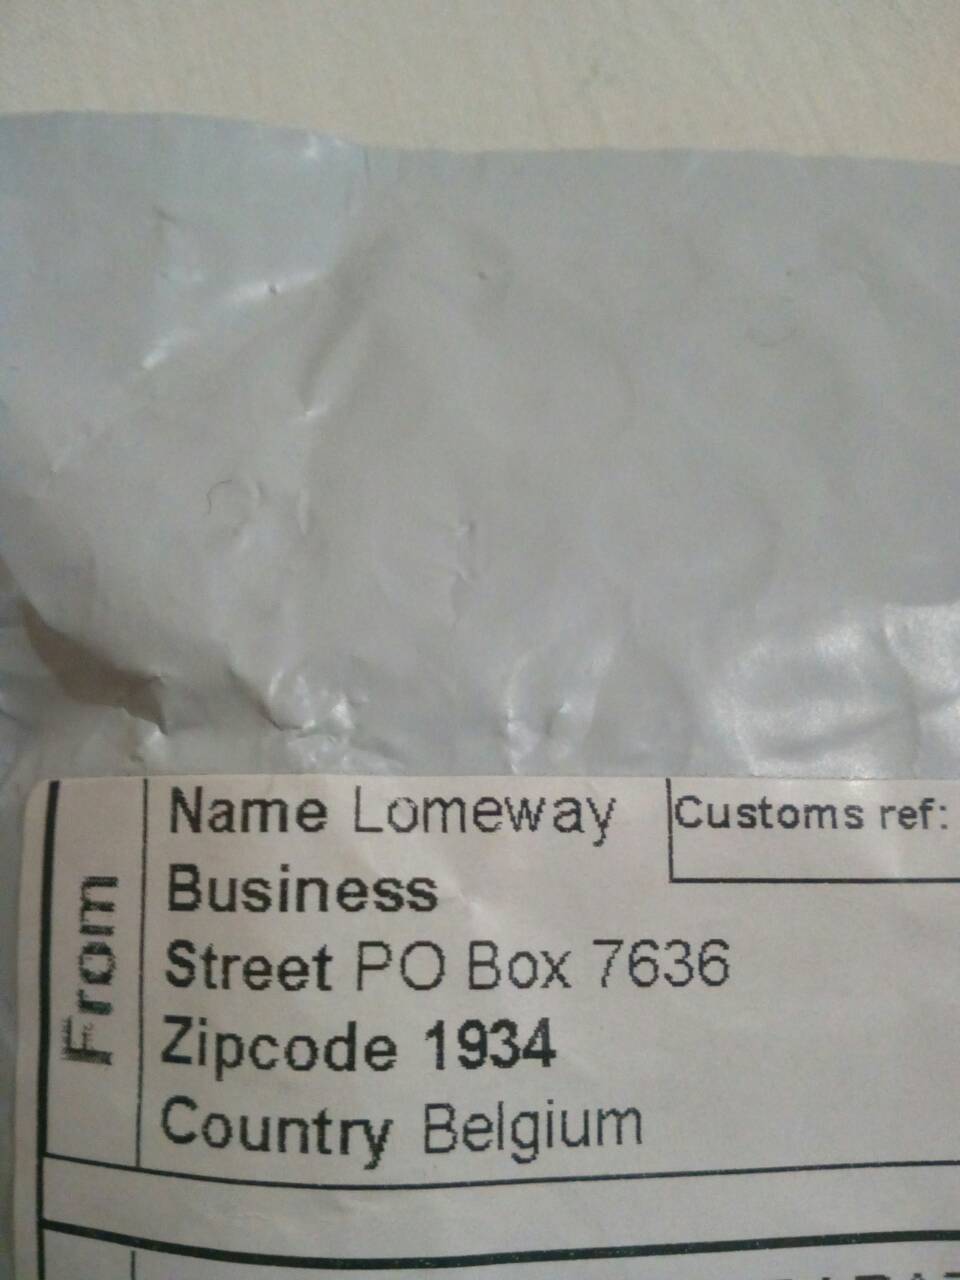 Name Lomeway
Customs ref:
Business
Street PO Box 7636
Zipcode 1934
Country Belgium
From